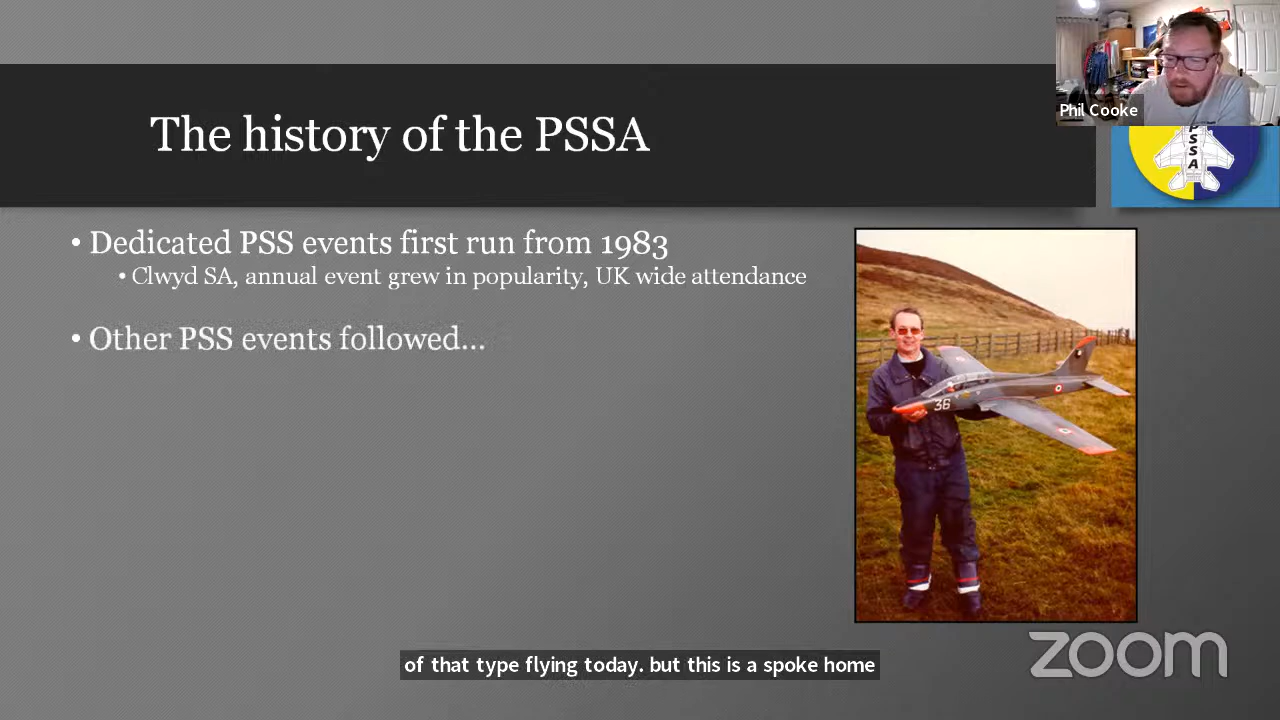 Phil Cooke
PSSA
The history of the PSSA
• Dedicated PSS events first run from 1983
• Clwyd SA, annual event grew in popularity, UK wide attendance
• Other PSS events followed...
36
of that type flying today. but this is a spoke home
zoom